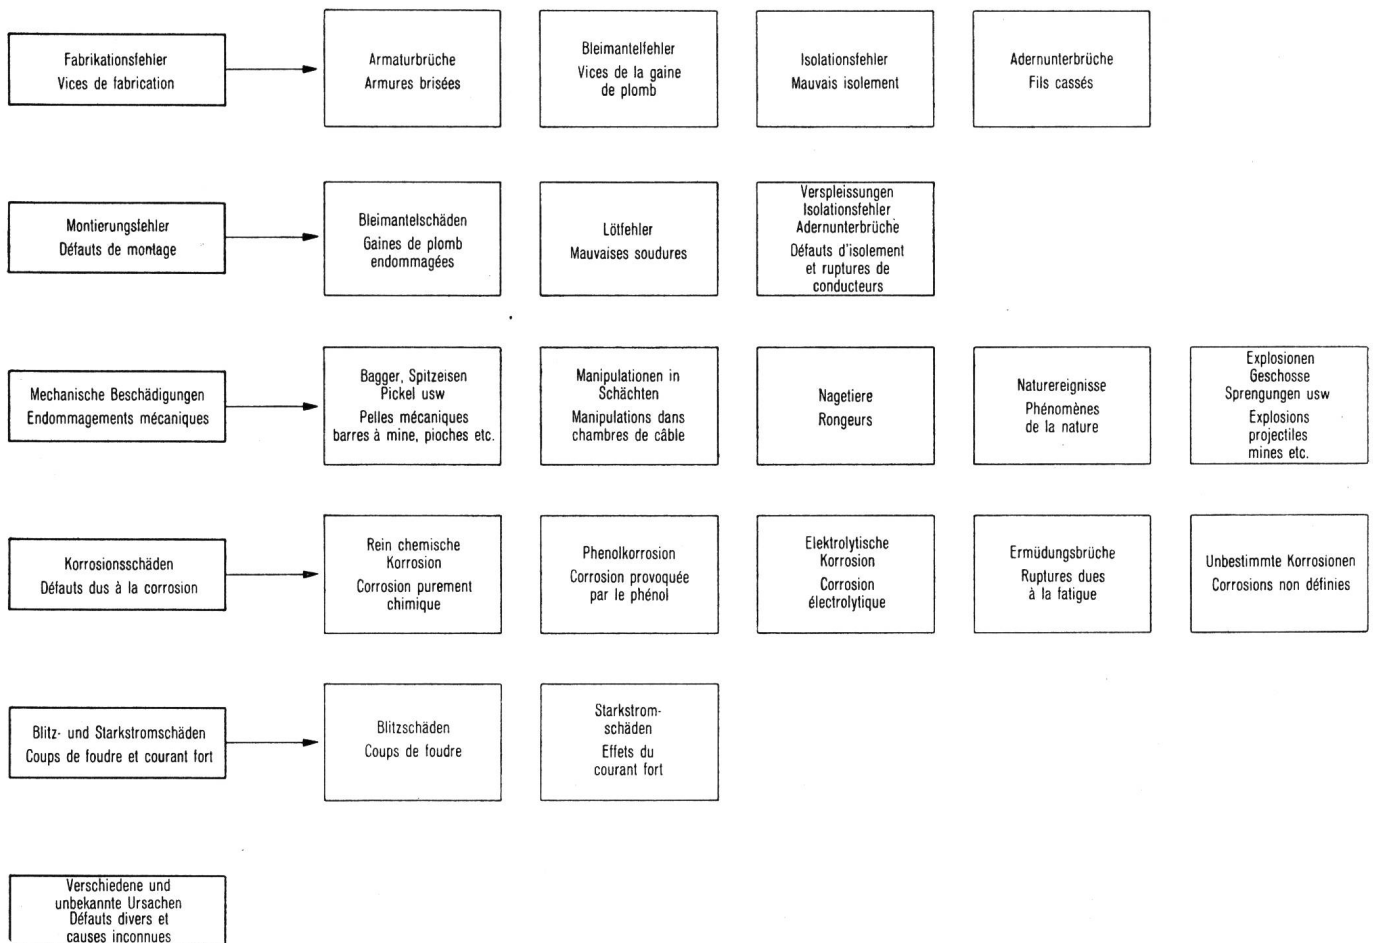 Fabrikationsfehler
Vices de fabrication
Armaturbrüche
Armures brisées
Bleimantelfehler
Vices de la gaine
de plomb
Isolationsfehler
Mauvais isolement
Adernunterbrüche
Fils cassés
Montierungsfehler
Défauts de montage
Bleimantelschäden
Gaines de plomb
endommagées
Lötfehler
Mauvaises soudures
Verspleissungen
Isolationsfehler
Adernunterbrüche
Défauts d'isolement
et ruptures de
conducteurs
Mechanische Beschädigungen
Endommagements mécaniques
Bagger, Spitzeisen
Pickel usw
Pelles mécaniques
barres à mine, pioches etc.
Manipulationen in
Schächten
Manipulations dans
chambres de câble
Nagetiere
Rongeurs
Naturereignisse
Phénomènes
de la nature
Explosionen
Geschosse
Sprengungen usw
Explosions
projectiles
mines etc.
Korrosionsschäden
Défauts dus à la corrosion
Rein chemische
Korrosion
Corrosion purement
chimique
Phenolkorrosion
Corrosion provoquée
par le phénol
Elektrolytische
Korrosion
Corrosion
électrolytique
Ermüdungsbrüche
Ruptures dues
à la fatigue
Unbestimmte Korrosionen
Corrosions non définies
Blitz- und Starkstromschäden
Coups de foudre et courant fort
Blitzschäden
Coups de foudre
Starkstrom-
schäden
Effets du
courant fort
Verschiedene und
unbekannte Ursachen
Défauts divers et
causes inconnues